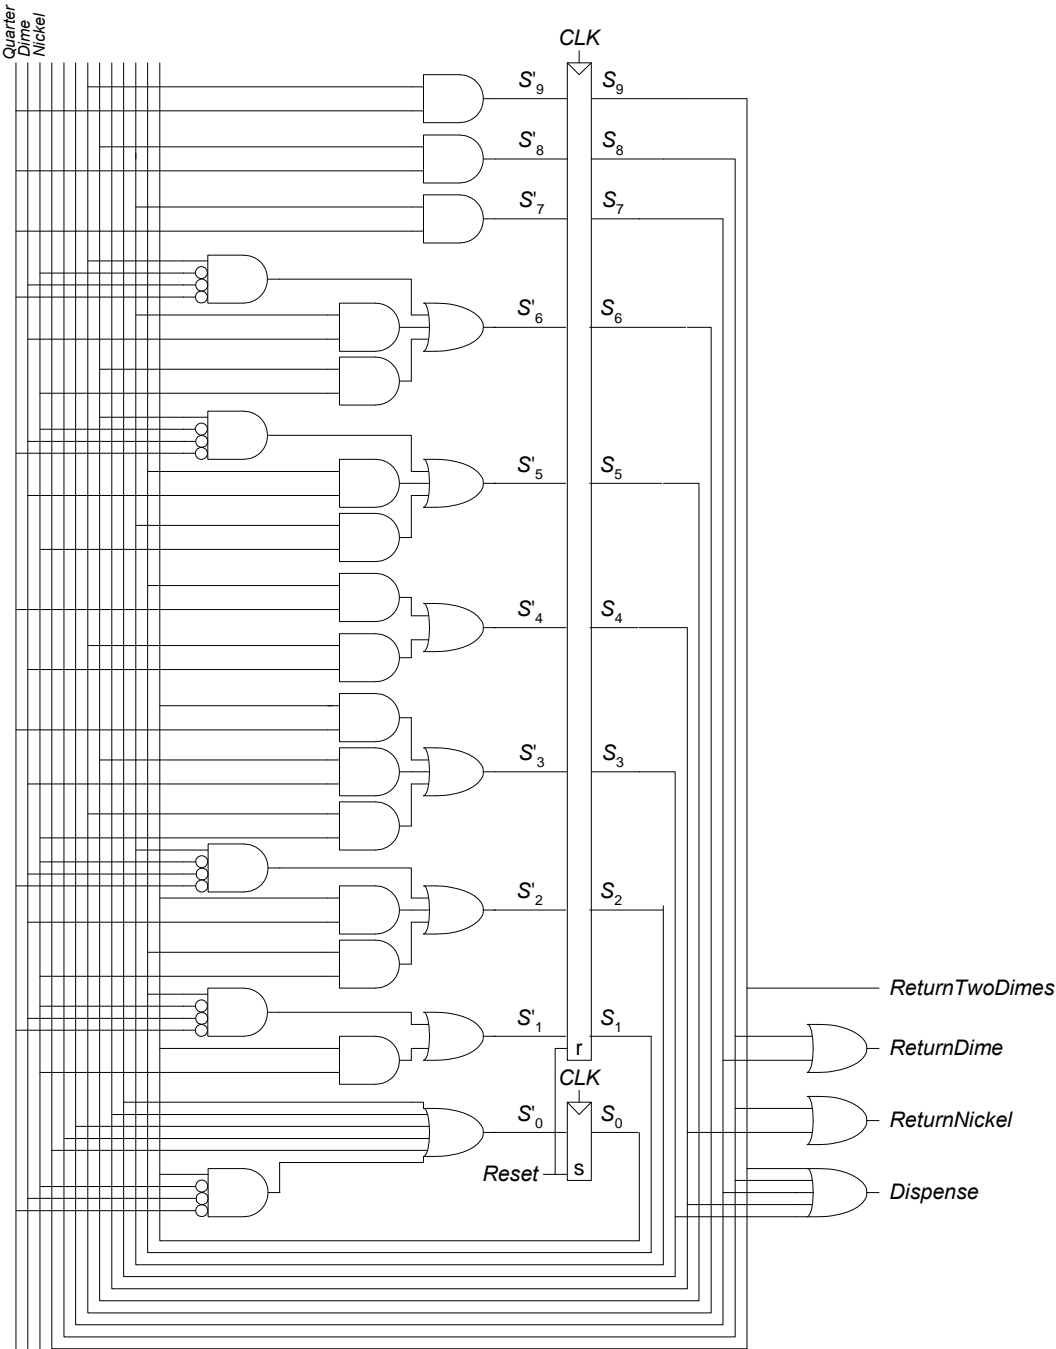 Quarter
Dime
Nickel
CLK
S'9 S9
S'8 S8
S'7 S7
S'6 S6
S'5 S5
S'4 S4
S'3 S3
S'2 S2
ReturnTwoDimes
S'1 S1
r
ReturnDime
CLK
S'0 S0
ReturnNickel
Reset
s
Dispense